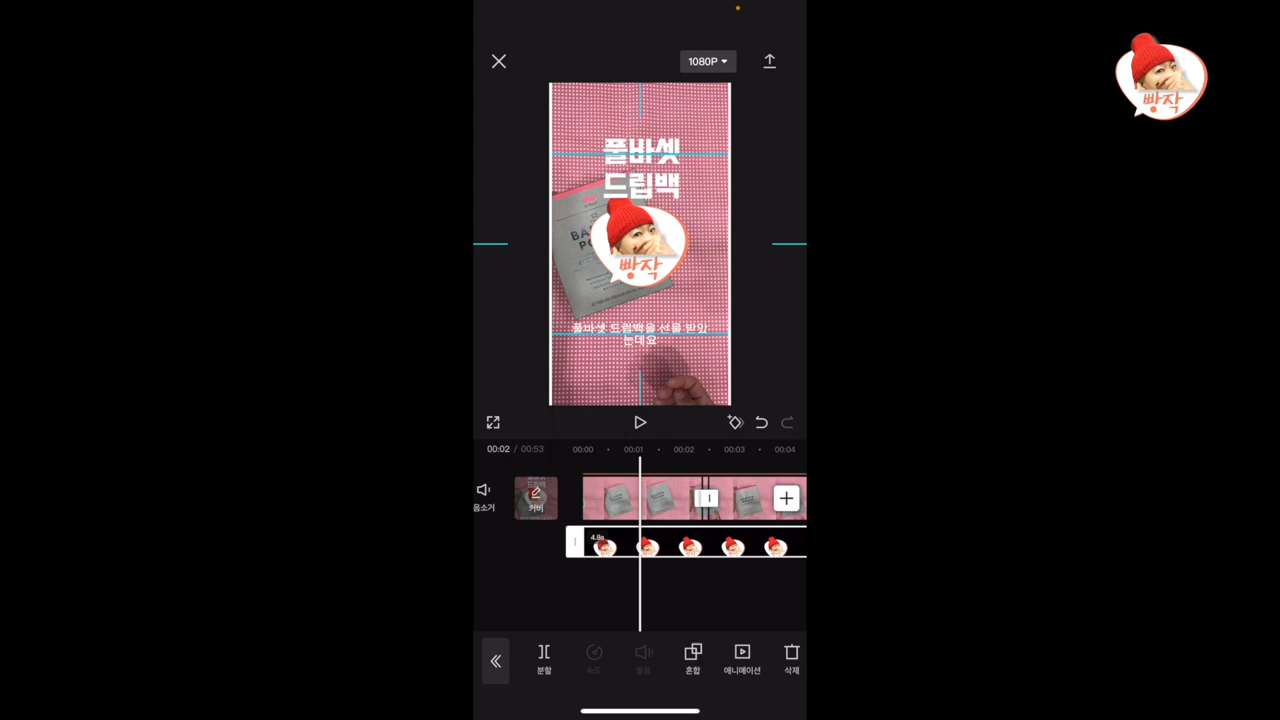 1080P
빵작
풀바셋
드립백
빵작
풀바셋 드립백을 선물 받았
는데요
00:02 / 00:53
00:00
00:01
00:02
00:03
00:04
음소거
커버
4.8s
분할
속도
볼륨
혼합
애니메이션
삭제